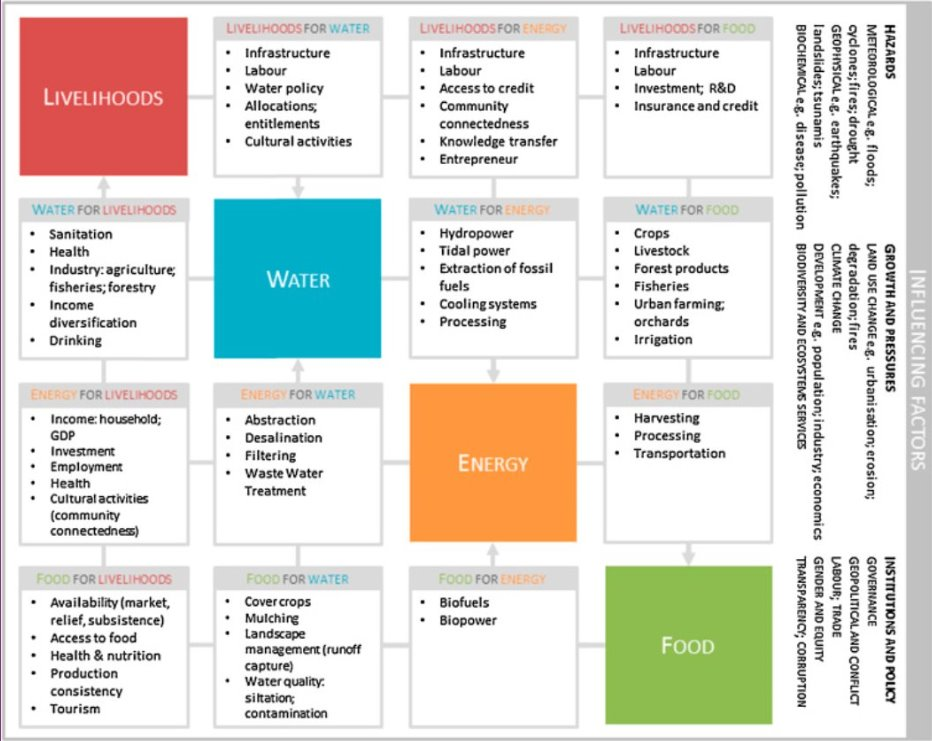 LIVELIHOODS
LIVELIHOODS FOR WATER
• Infrastructure
• Labour
• Water policy
• Allocations;
entitlements
• Cultural activities
LIVELIHOODS FOR ENERGY
• Infrastructure
• Labour
• Access to credit
• Community
connectedness
• Knowledge transfer
• Entrepreneur
LIVELIHOODS FOR FOOD
• Infrastructure
• Labour
• Investment; R&D
• Insurance and credit
WATER FOR LIVELIHOODS
• Sanitation
• Health
• Industry: agriculture;
fisheries; forestry
• Income
diversification
• Drinking
WATER
WATER FOR ENERGY
• Hydropower
• Tidal power
• Extraction of fossil
fuels
• Cooling systems
• Processing
WATER FOR FOOD
• Crops
• Livestock
• Forest products
• Fisheries
• Urban farming;
orchards
• Irrigation
ENERGY FOR LIVELIHOODS
• Income: household;
GDP
• Investment
• Employment
• Health
• Cultural activities
(community
connectedness)
ENERGY FOR WATER
• Abstraction
• Desalination
• Filtering
• Waste Water
Treatment
ENERGY
ENERGY FOR FOOD
• Harvesting
• Processing
• Transportation
FOOD FOR LIVELIHOODS
• Availability (market,
relief, subsistence)
• Access to food
• Health & nutrition
• Production
consistency
• Tourism
FOOD FOR WATER
• Cover crops
• Mulching
• Landscape
management (runoff
capture)
• Water quality:
siltation;
contamination
FOOD FOR ENERGY
• Biofuels
• Biopower
FOOD
HAZARDS
METEOROLOGICAL e.g. floods;
cyclones; fires; drought
GEOPHYSICAL e.g. earthquakes;
landslides; tsunamis
BIOCHEMICAL e.g. disease; pollution
GROWTH AND PRESSURES
LAND USE CHANGE e.g. urbanisation; erosion;
degradation; fires
CLIMATE CHANGE
DEVELOPMENT e.g. population; industry; economics
BIODIVERSITY AND ECOSYSTEMS SERVICES
INSTITUTIONS AND POLICY
GOVERNANCE
GEOPOLITICAL AND CONFLICT
LABOUR; TRADE
GENDER AND EQUITY
TRANSPARENCY; CORRUPTION
INFLUENCING FACTORS